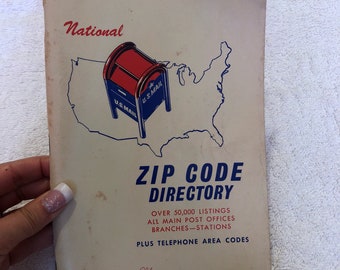 National
U.S.MAIL
U.S.MAIL
ZIP CODE
DIRECTORY
OVER 50,000 LISTINGS
ALL MAIN POST OFFICES
BRANCHES—STATIONS
PLUS TELEPHONE AREA CODES